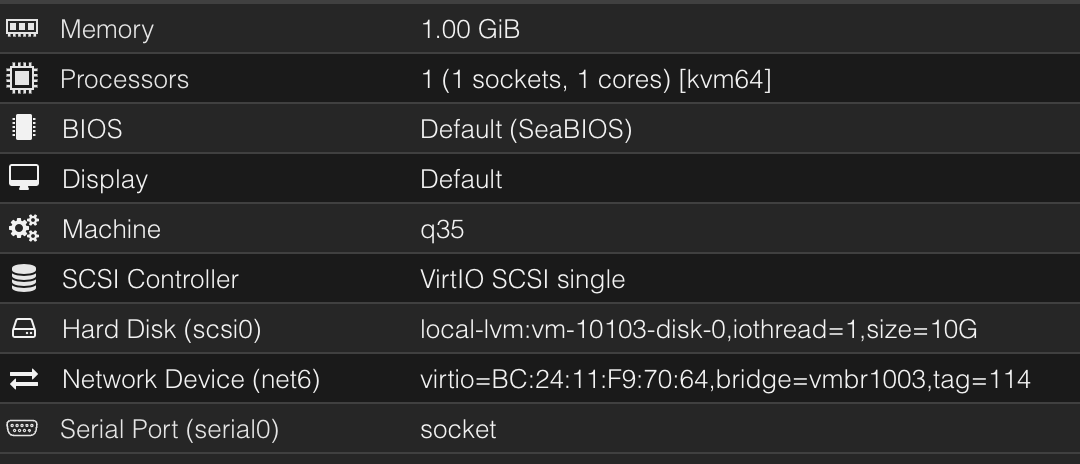 Memory 1.00 GiB
Processors 1 (1 sockets, 1 cores) [kvm64]
BIOS Default (SeaBIOS)
Display Default
Machine q35
SCSI Controller VirtIO SCSI single
Hard Disk (scsi0) local-lvm:vm-10103-disk-0,iothread=1,size=10G
Network Device (net6) virtio=BC:24:11:F9:70:64,bridge=vmbr1003,tag=114
Serial Port (serial0) socket